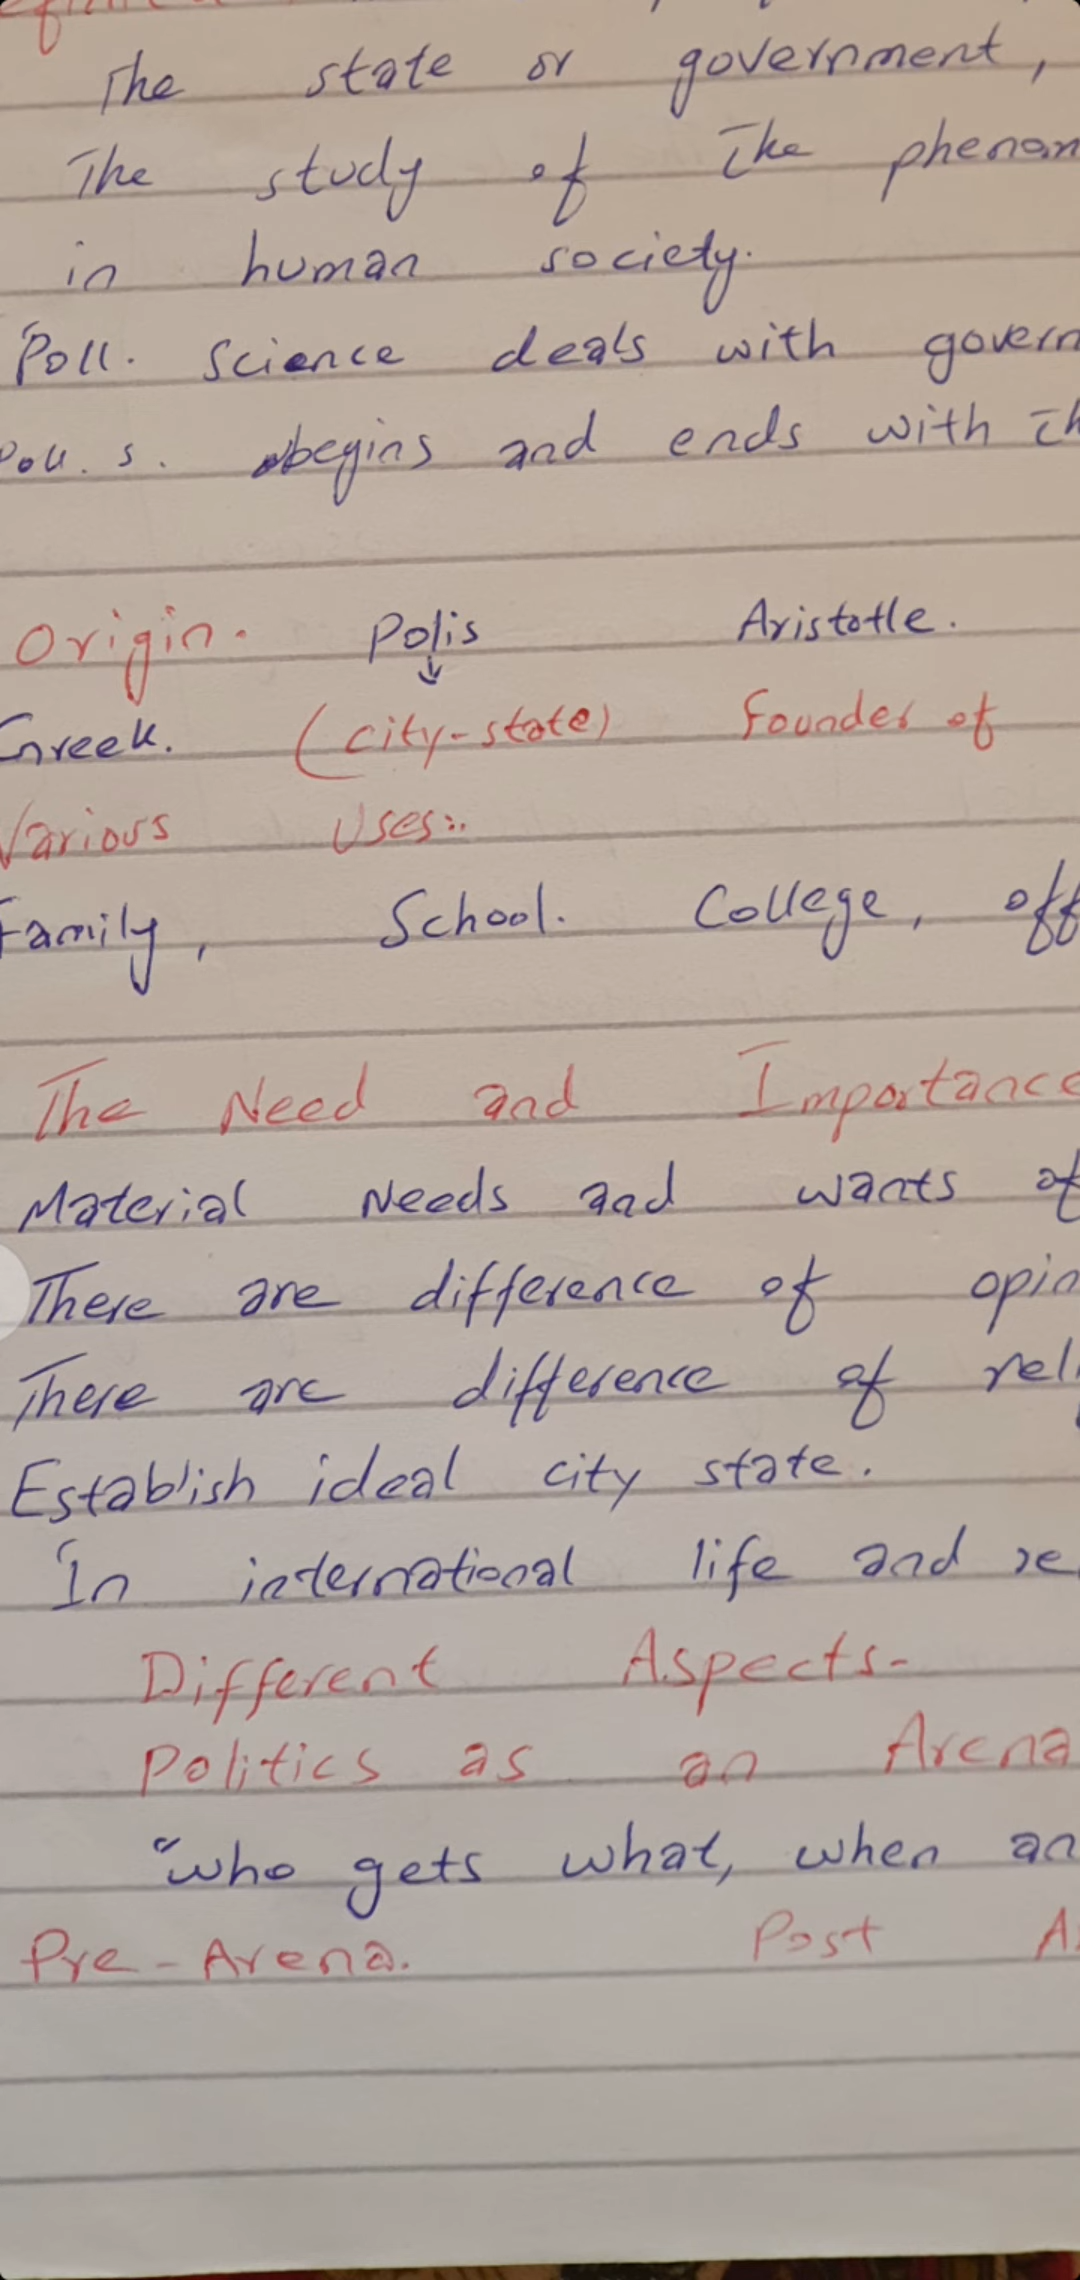 The state or government,
The study of The phenom
in human society.
Poll. science deals with govern
Poll. s. begins and ends with Th
Origin. Polis Aristotle.
Greek. (city-state) Founder of
Various Uses:.
Family, School. College, off
The Need and Importance
Material Needs and wants of
There are difference of opin
There are difference of reli
Establish ideal city state.
In international life and re
Different Aspects-
Politics as an Arena
"who gets what, when an
Pre-Arena. Post A